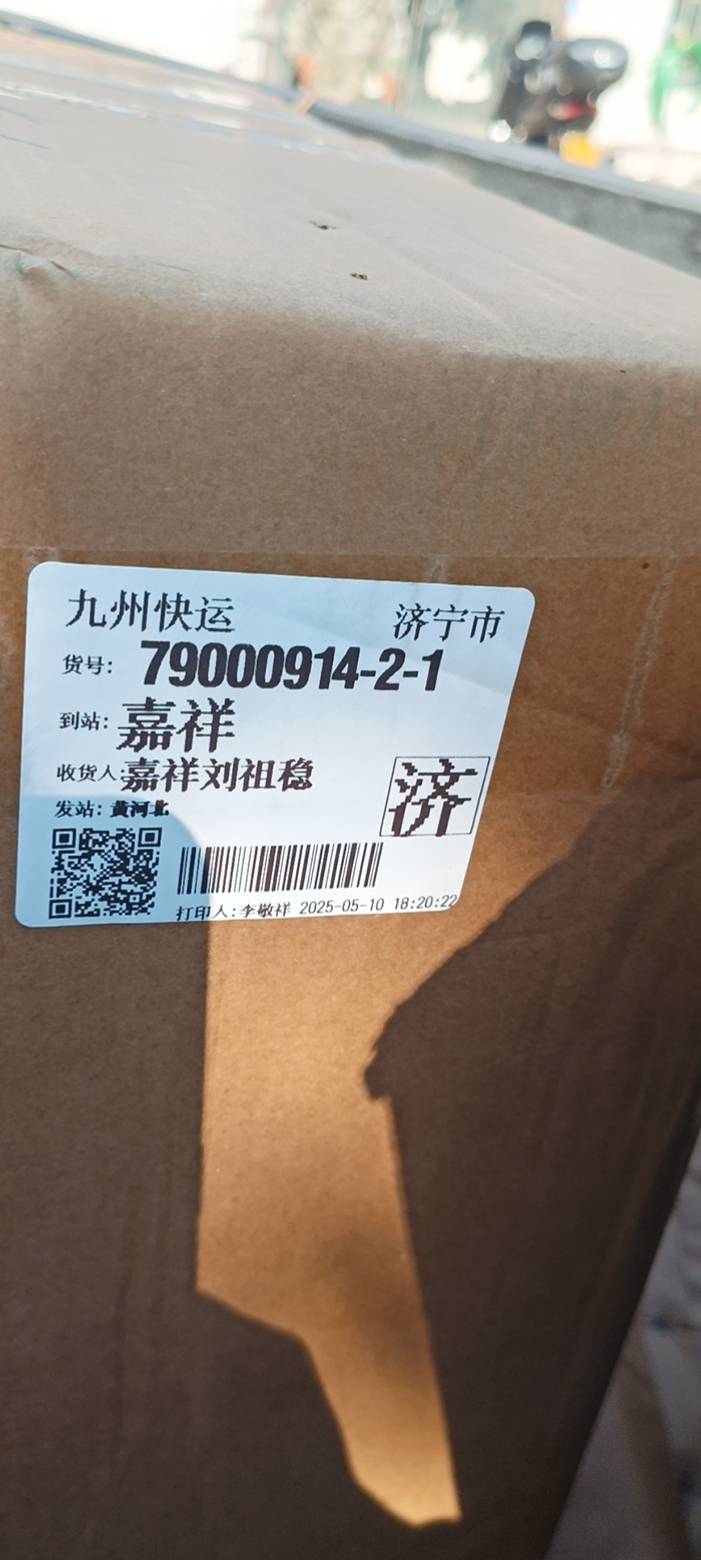 九州快运 济宁市
货号: 79000914-2-1
到站: 嘉祥
收货人:嘉祥刘祖稳
济
发站: 黄河北
打印人:李敬祥 2025-05-10 18:20:22